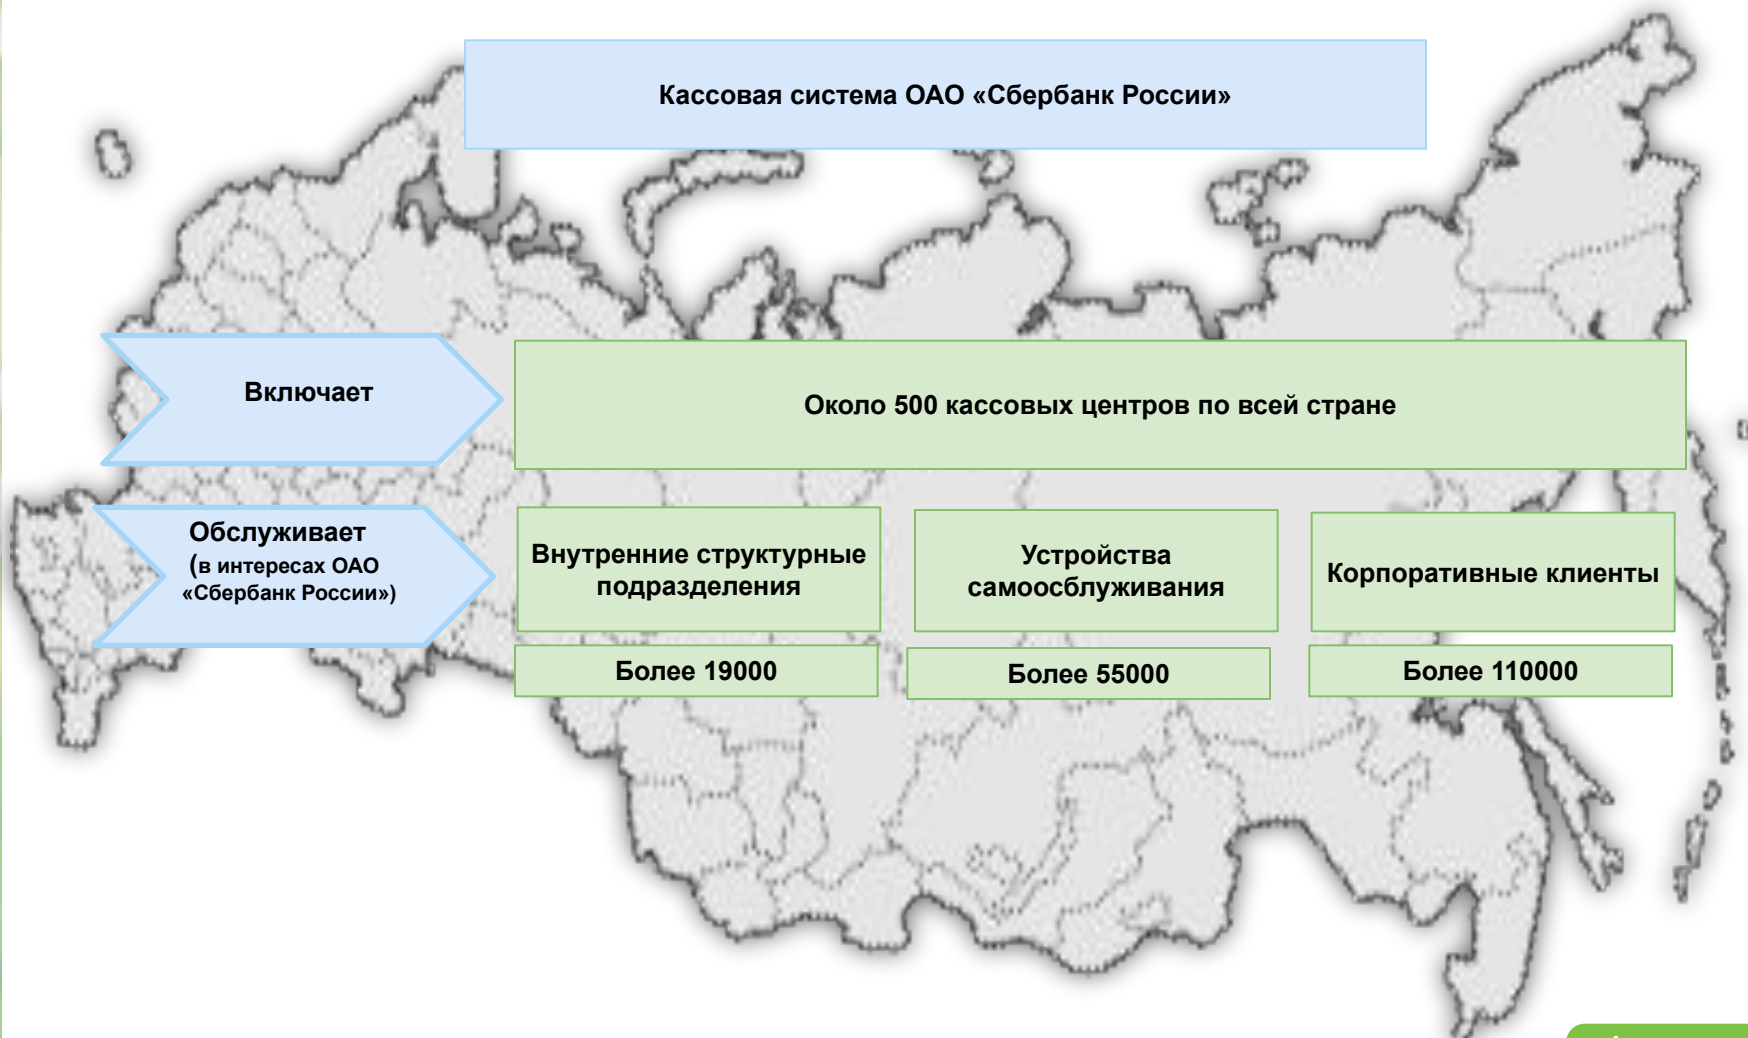 Кассовая система ОАО «Сбербанк России»
Включает
Около 500 кассовых центров по всей стране
Обслуживает
(в интересах ОАО
«Сбербанк России»)
Внутренние структурные
подразделения
Устройства
самоосблуживания
Корпоративные клиенты
Более 19000
Более 55000
Более 110000